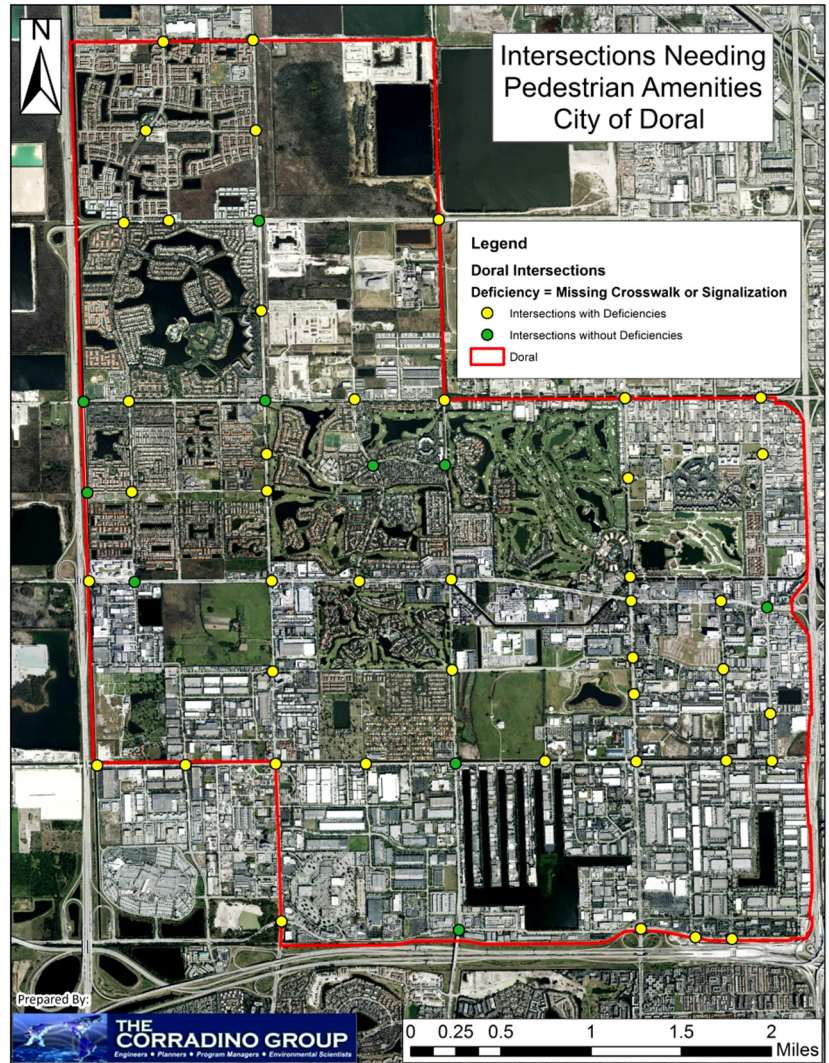 N
Intersections Needing
Pedestrian Amenities
City of Doral
Legend
Doral Intersections
Deficiency = Missing Crosswalk or Signalization
Intersections with Deficiencies
Intersections without Deficiencies
Doral
Prepared By:
THE
CORRADINO GROUP
Engineers • Planners • Program Managers • Environmental Scientists
0 0.25 0.5 1 1.5 2
Miles